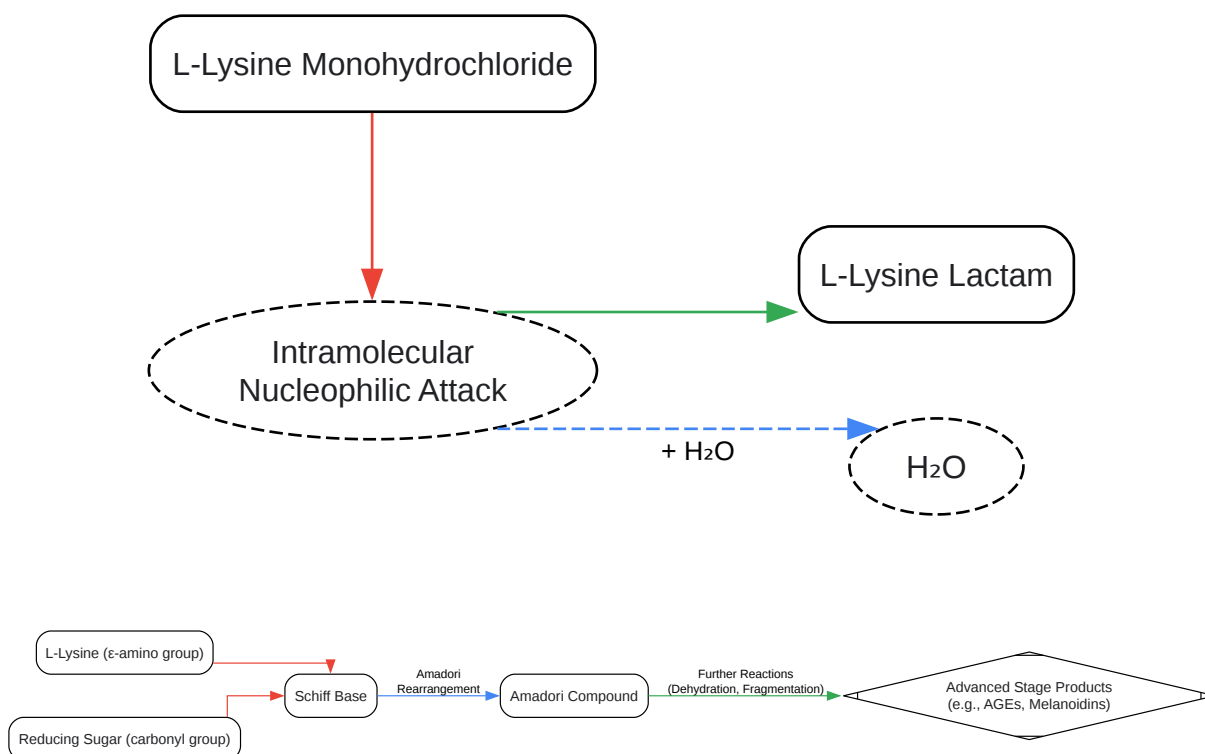 L-Lysine Monohydrochloride
L-Lysine Lactam
Intramolecular
Nucleophilic Attack
+ H₂O
H₂O
L-Lysine (ε-amino group)
Reducing Sugar (carbonyl group)
Schiff Base
Amadori
Rearrangement
Amadori Compound
Further Reactions
(Dehydration, Fragmentation)
Advanced Stage Products
(e.g., AGEs, Melanoidins)